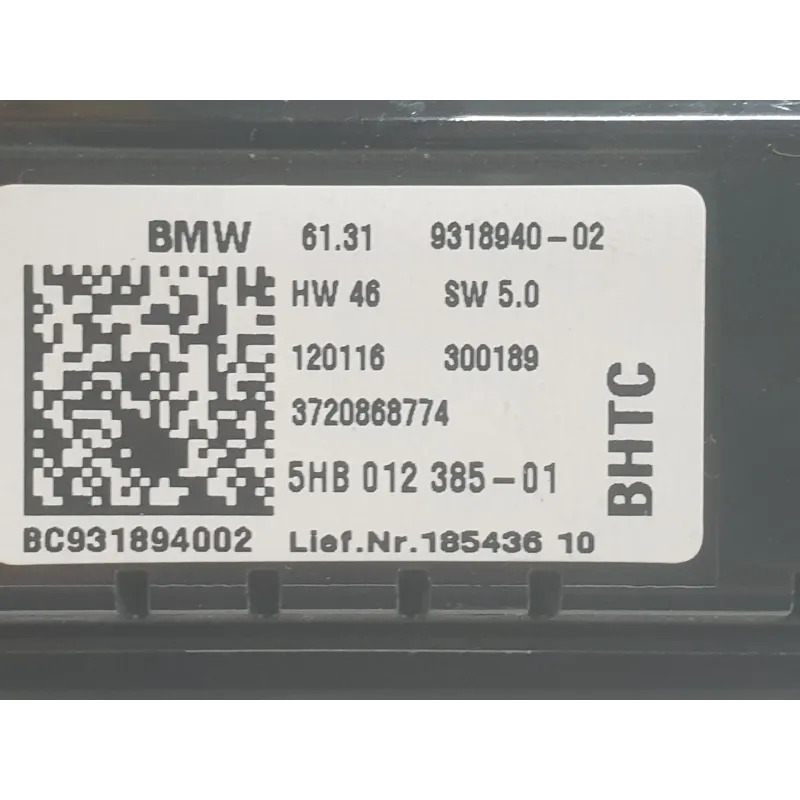 BMW 61.31 9318940-02
HW 46 SW 5.0
120116 300189
3720868774
5HB 012 385-01
BHTC
BC931894002 Lief.Nr.185436 10